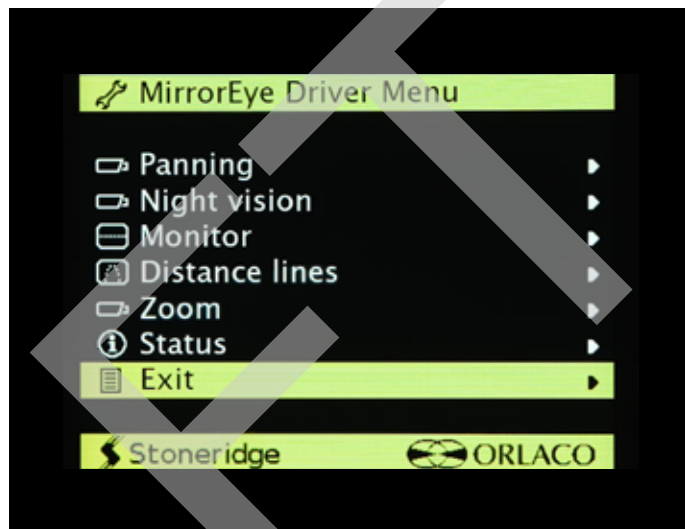 MirrorEye Driver Menu
Panning
Night vision
Monitor
Distance lines
Zoom
Status
Exit
Stoneridge ORLACO